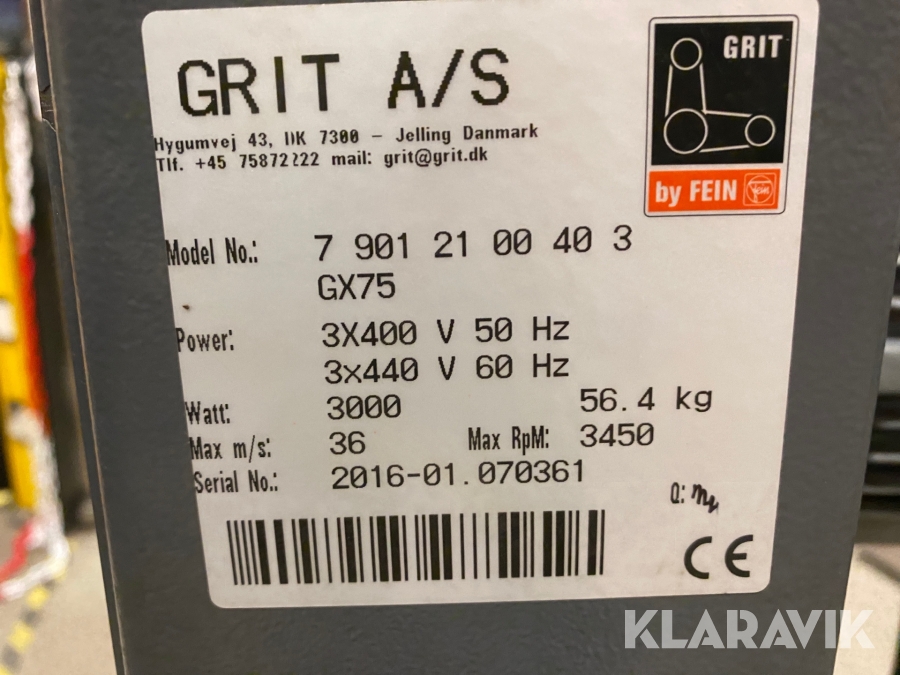 GRIT A/S
Hygumvej 43, DK 7300 – Jelling Danmark
Tlf. +45 75872222 mail: grit@grit.dk
GRIT
by FEIN
FEIN
Model No.: 7 901 21 00 40 3
GX75
Power: 3X400 V 50 Hz
3x440 V 60 Hz
Watt: 3000 56.4 kg
Max m/s: 36 Max RpM: 3450
Serial No.: 2016-01.070361
Q:
CE
KLARAVIK